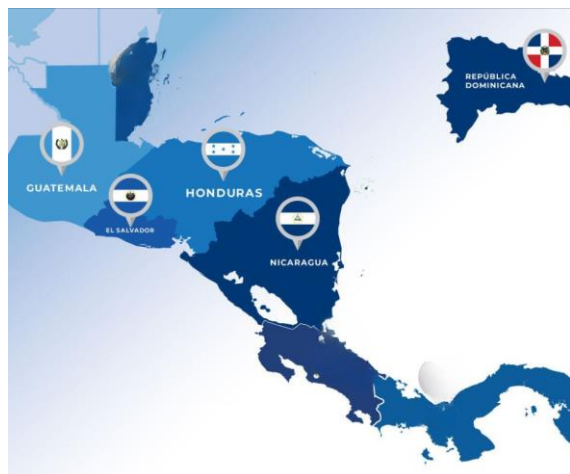 REPÚBLICA
DOMINICANA
GUATEMALA
HONDURAS
EL SALVADOR
NICARAGUA